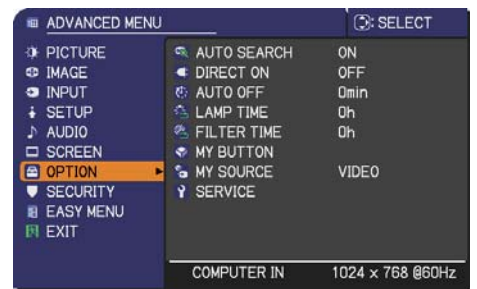 ADVANCED MENU : SELECT
PICTURE
IMAGE
INPUT
SETUP
AUDIO
SCREEN
OPTION
SECURITY
EASY MENU
EXIT
AUTO SEARCH ON
DIRECT ON OFF
AUTO OFF 0min
LAMP TIME 0h
FILTER TIME 0h
MY BUTTON
MY SOURCE VIDEO
SERVICE
COMPUTER IN 1024 x 768 @60Hz